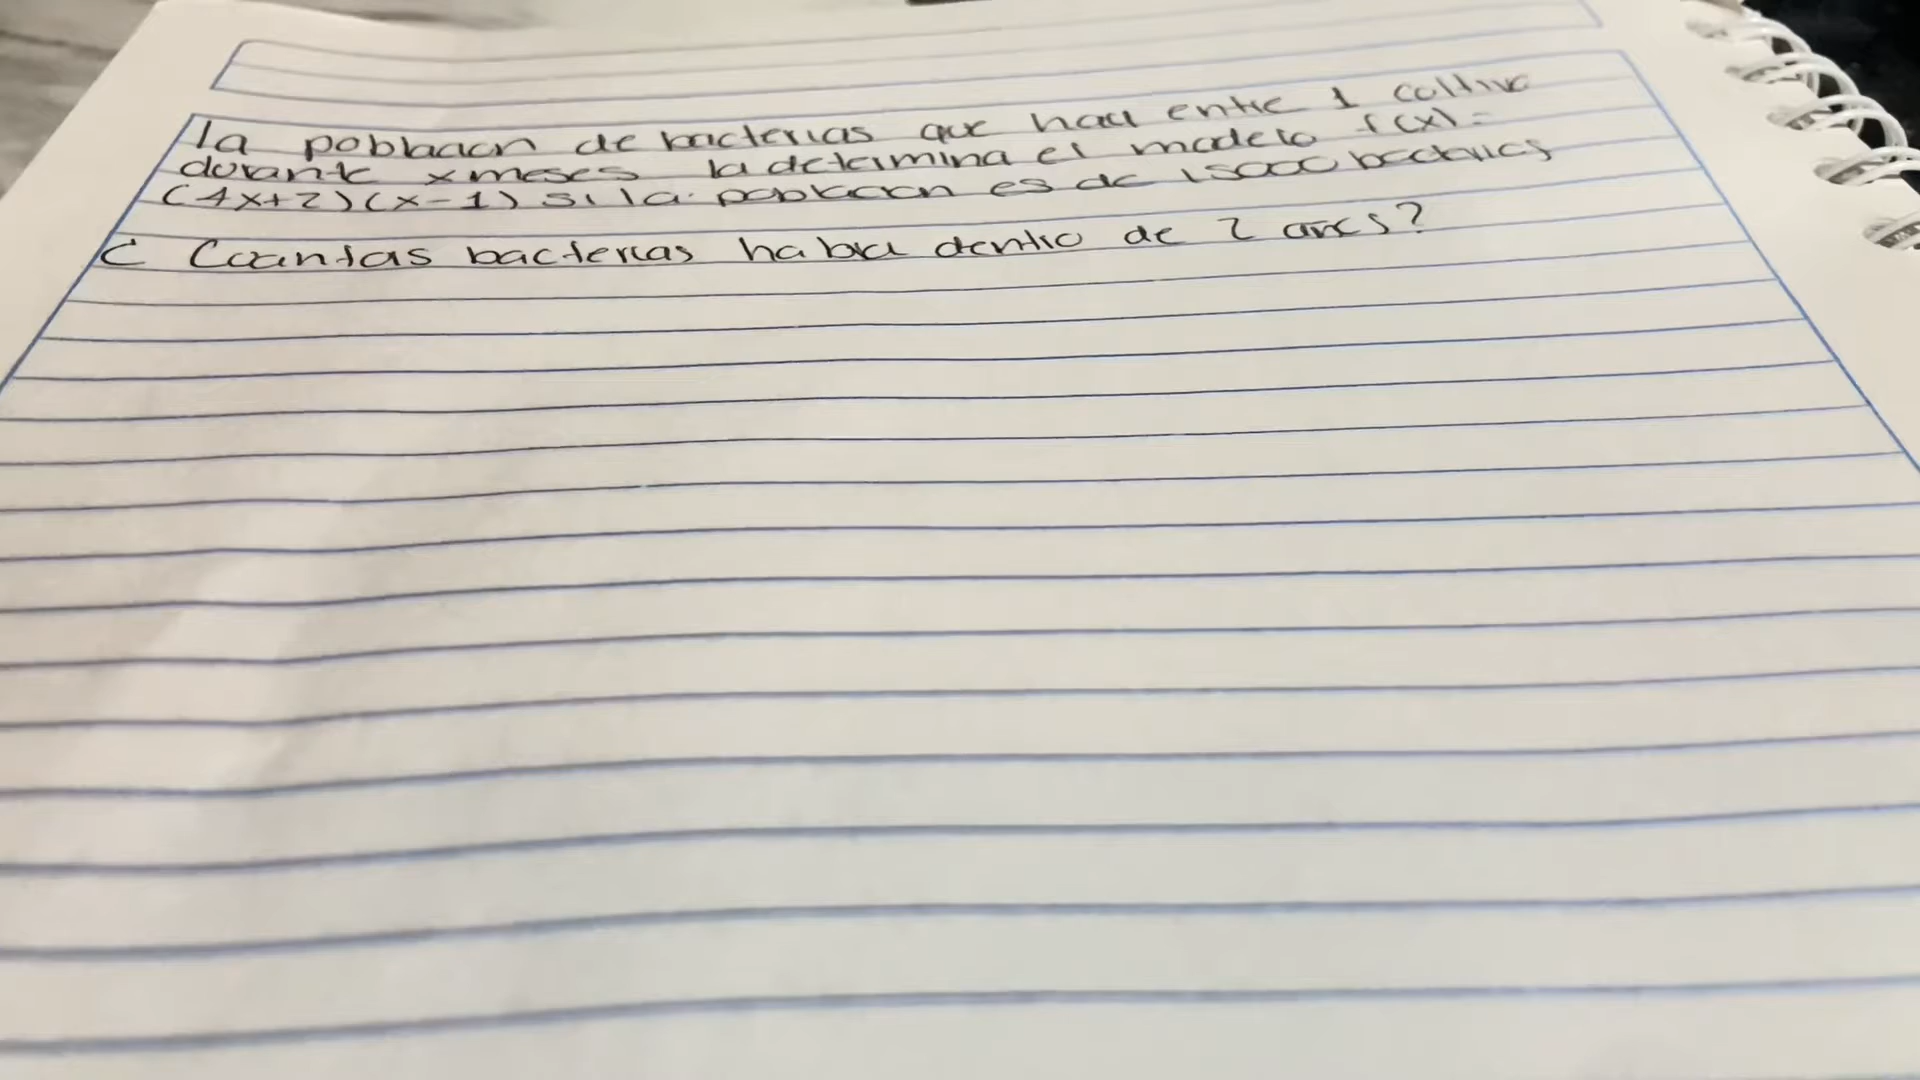 la poblacion de bacterias que hay entre 1 cultivo
durante x meses la determina el modelo f(x)=
(4x+2)(x-1) si la poblacion es de 15000 bacterias
¿ Cuantas bacterias habra dentro de 2 años?